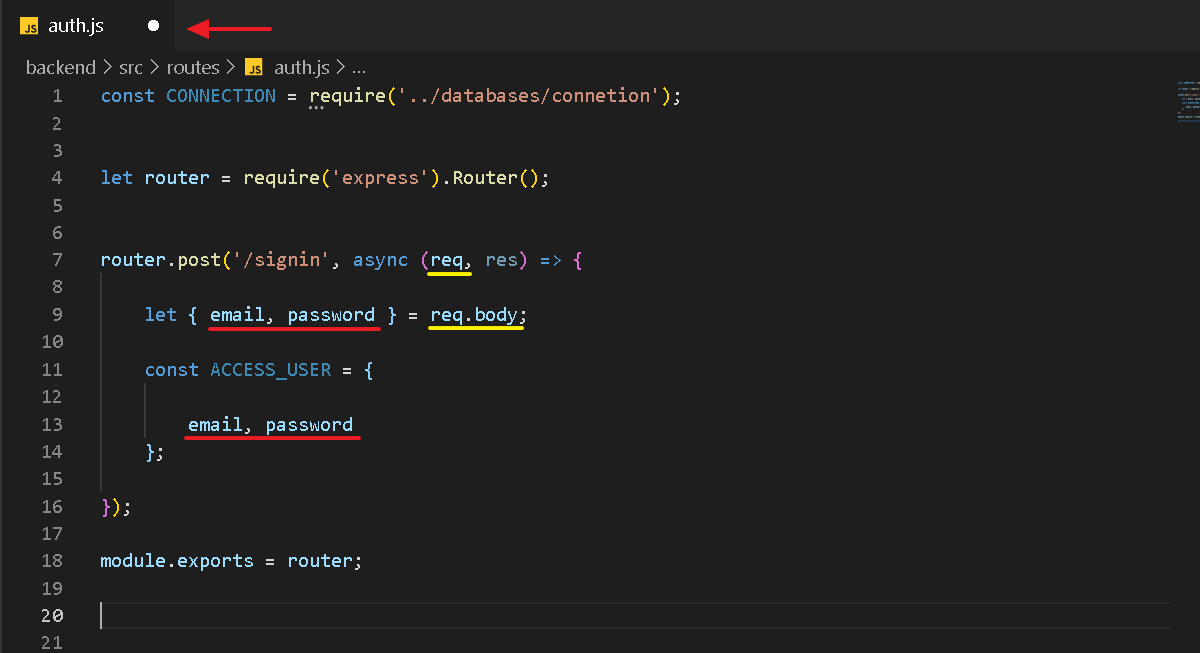 JS auth.js
backend > src > routes > JS auth.js > ...
1 const CONNECTION = require('../databases/connetion');
2
3
4 let router = require('express').Router();
5
6
7 router.post('/signin', async (req, res) => {
8
9 let { email, password } = req.body;
10
11 const ACCESS_USER = {
12
13 email, password
14 };
15
16 });
17
18 module.exports = router;
19
20
21